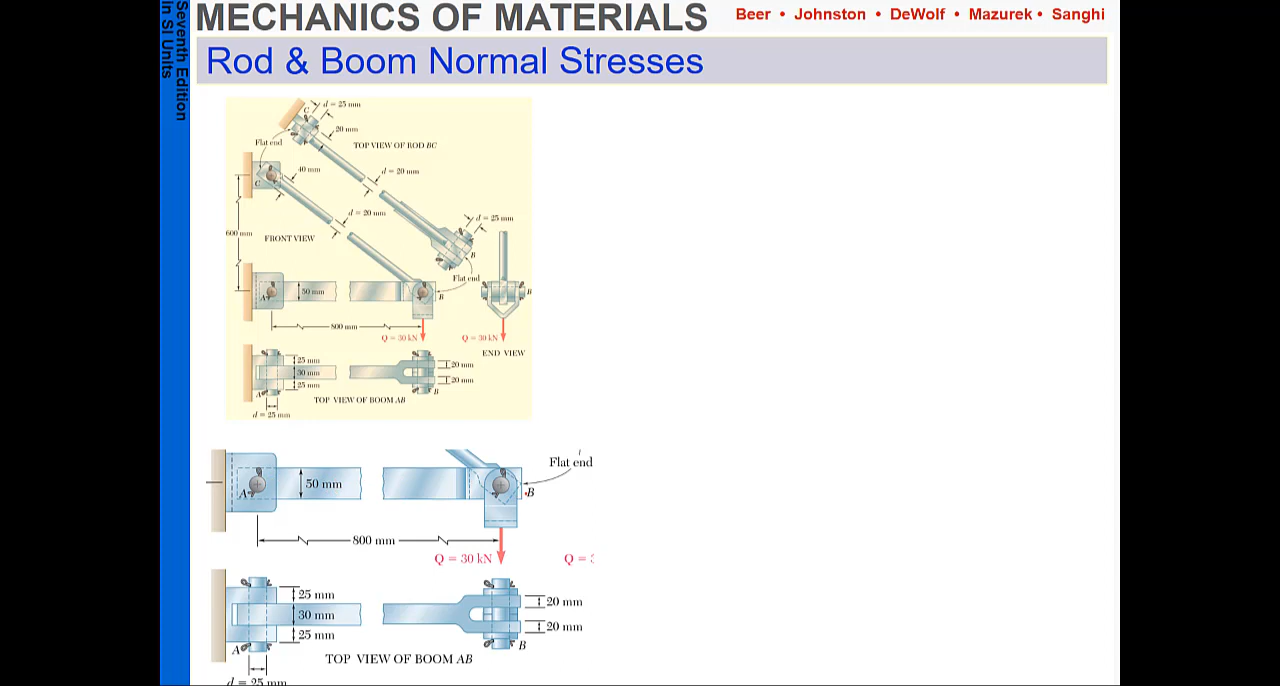 Seventh Edition
in SI Units
MECHANICS OF MATERIALS
Beer • Johnston • DeWolf • Mazurek • Sanghi
Rod & Boom Normal Stresses
C
d = 25 mm
20 mm
Flat end
TOP VIEW OF ROD BC
40 mm
d = 20 mm
C
d = 20 mm
d = 25 mm
600 mm
FRONT VIEW
B
Flat end
A
50 mm
B
B
800 mm
Q = 30 kN
Q = 30 kN
END VIEW
25 mm
20 mm
30 mm
20 mm
25 mm
A
B
TOP VIEW OF BOOM AB
d = 25 mm
Flat end
A
50 mm
B
800 mm
Q = 30 kN
Q =
25 mm
20 mm
30 mm
20 mm
25 mm
A
B
TOP VIEW OF BOOM AB
d = 25 mm